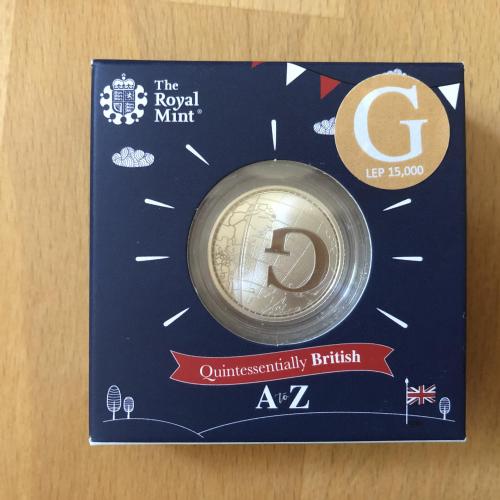 The
Royal
Mint®
G
LEP 15,000
G
Quintessentially British
A to Z